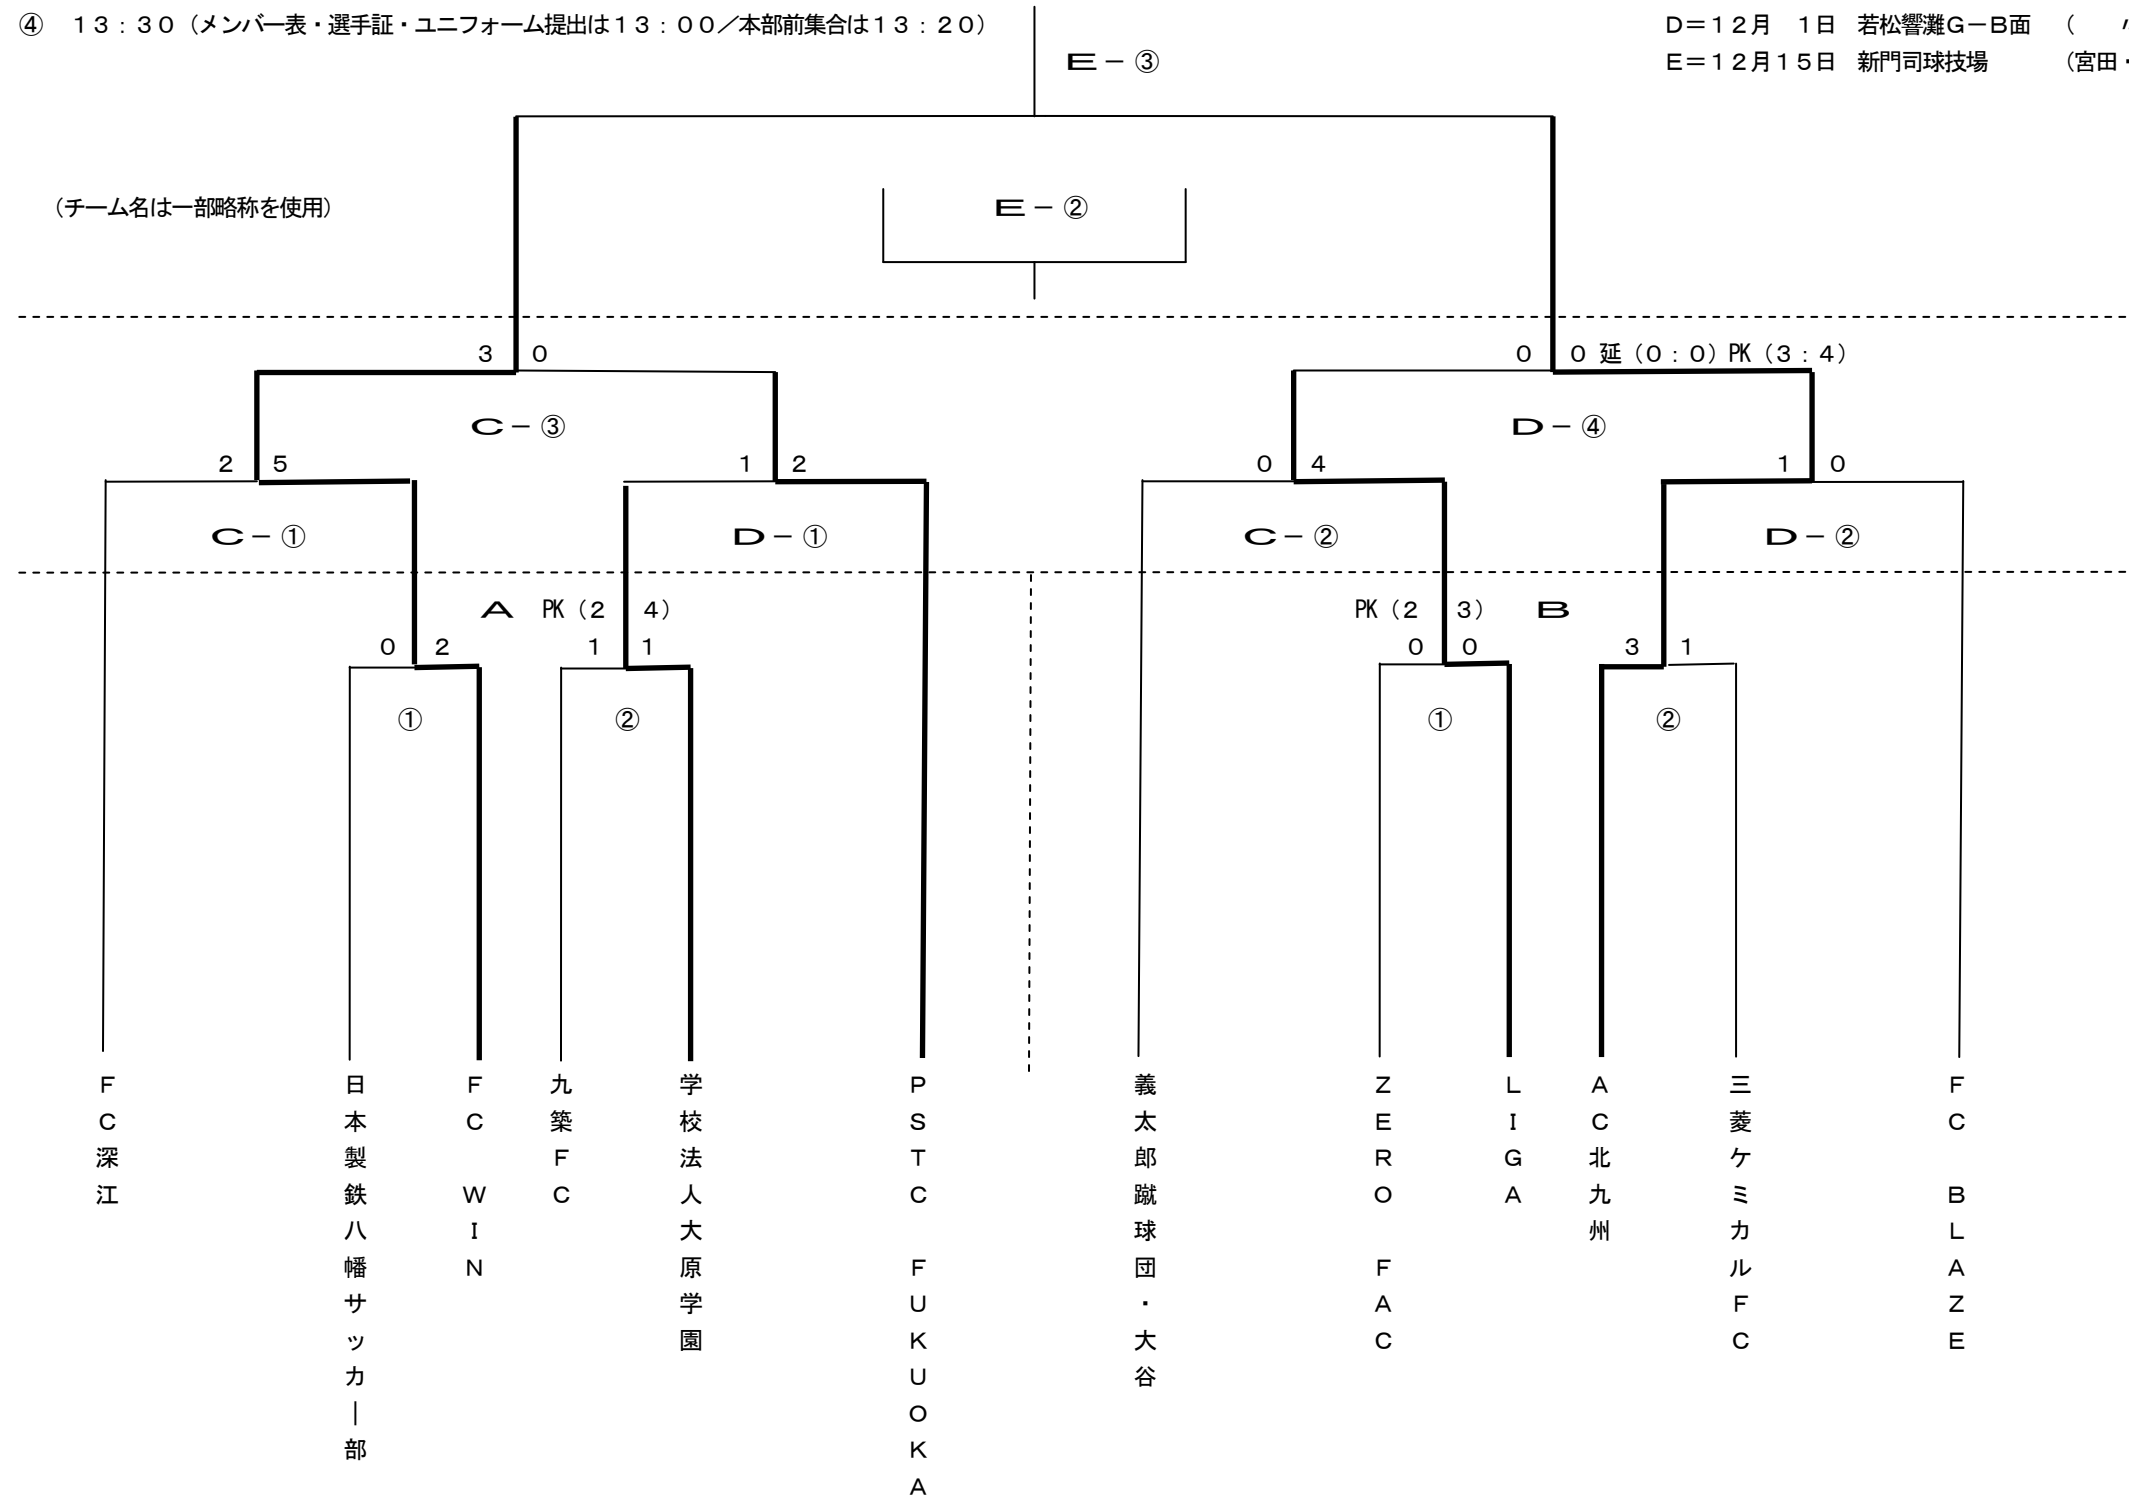 ④　１３：３０（メンバー表・選手証・ユニフォーム提出は１３：００／本部前集合は１３：２０）
D＝１２月　１日　若松響灘G－B面　（
E＝１２月１５日　新門司球技場　（宮田・
E－③
（チーム名は一部略称を使用）
E－②
３　０
０　０　延（０：０）PK（３：４）
C－③
D－④
２　５
１　２
０　４
１　０
C－①
D－①
C－②
D－②
A　PK（２　４）
PK（２　３）　B
０　２
１　１
０　０
３　１
①
②
①
②
FC深江
日本製鉄八幡サッカー部
FC　WIN
九築FC
学校法人大原学園
PSTC　FUKUOKA
義太郎蹴球団・大谷
ZERO　FAC
LIGA
AC北九州
三菱ケミカルFC
FC　BLAZE